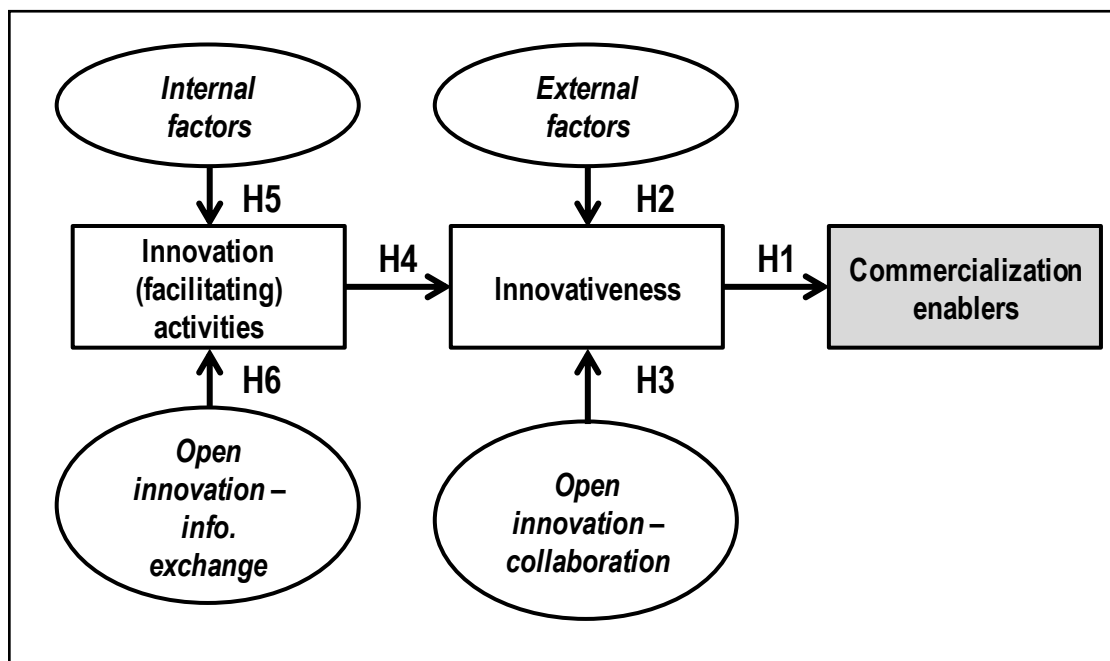 Internal
factors
External
factors
H5
H2
Innovation
(facilitating)
activities
H4
Innovativeness
H1
Commercialization
enablers
H6
H3
Open
innovation –
info.
exchange
Open
innovation –
collaboration